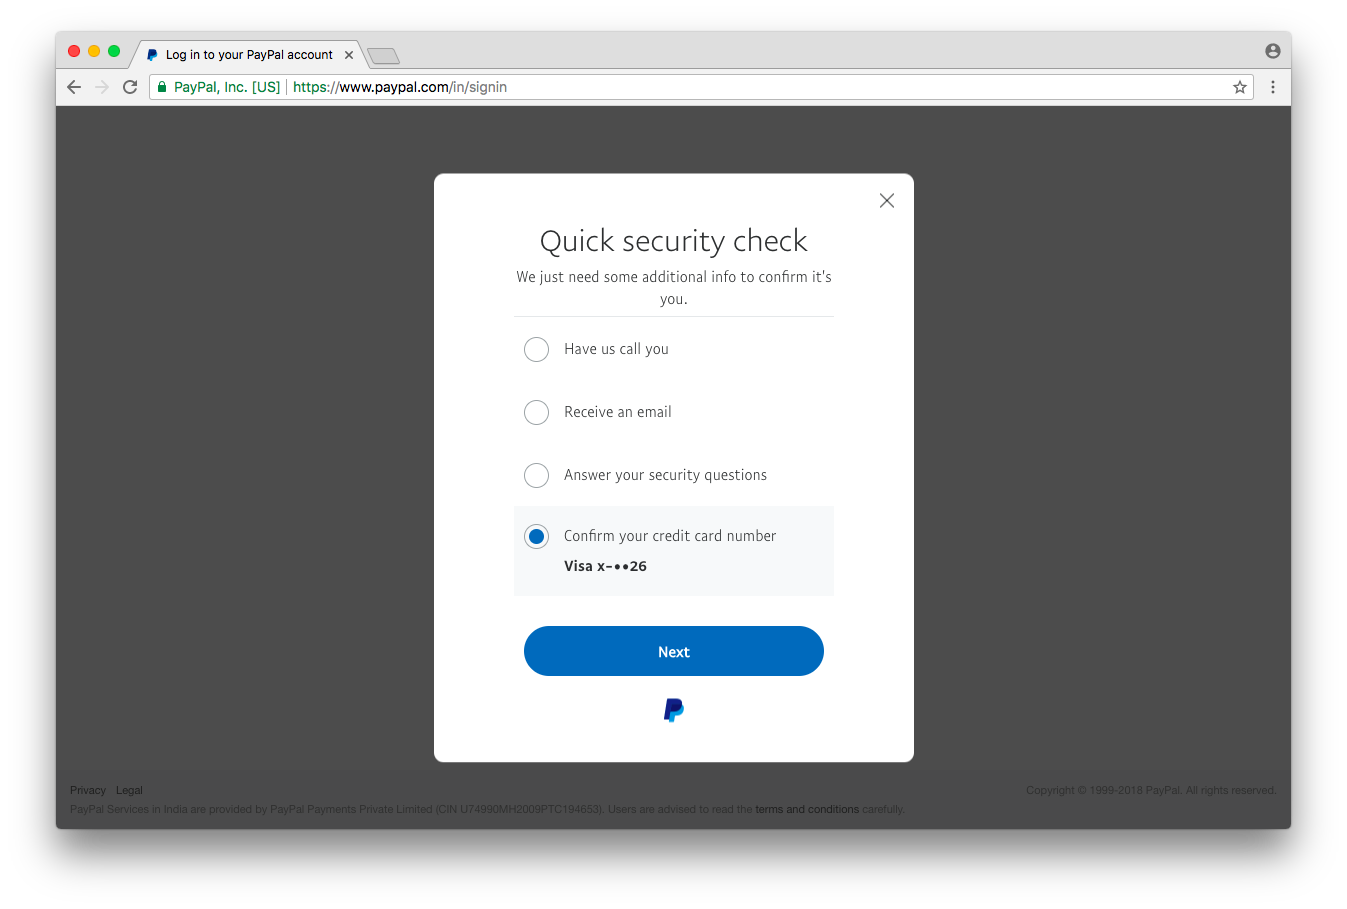 Log in to your PayPal account
PayPal, Inc. [US] https://www.paypal.com/in/signin
Quick security check
We just need some additional info to confirm it's
you.
Have us call you
Receive an email
Answer your security questions
Confirm your credit card number
Visa x-••26
Next
Privacy Legal
Copyright © 1999-2018 PayPal. All rights reserved.
PayPal Services in India are provided by PayPal Payments Private Limited (CIN U74990MH2009PTC194653). Users are advised to read the terms and conditions carefully.